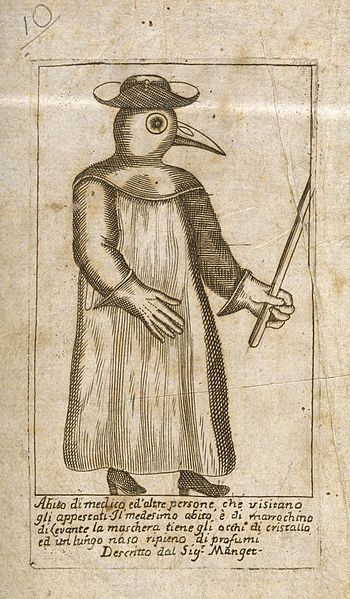 10
Abito di medico ed'altre persone, che visitano
gli appestati Il medesimo abito, è di marrochino
di levante la maschera tiene gli occhi di cristallo
ed un'lungo naso ripieno di profumi
Descritto dal Sig.r Manget-